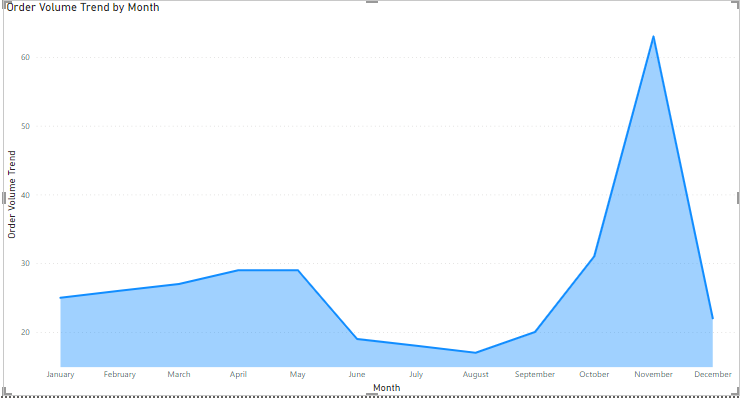 Order Volume Trend by Month
Order Volume Trend
60
50
40
30
20
January February March April May June July August September October November December
Month